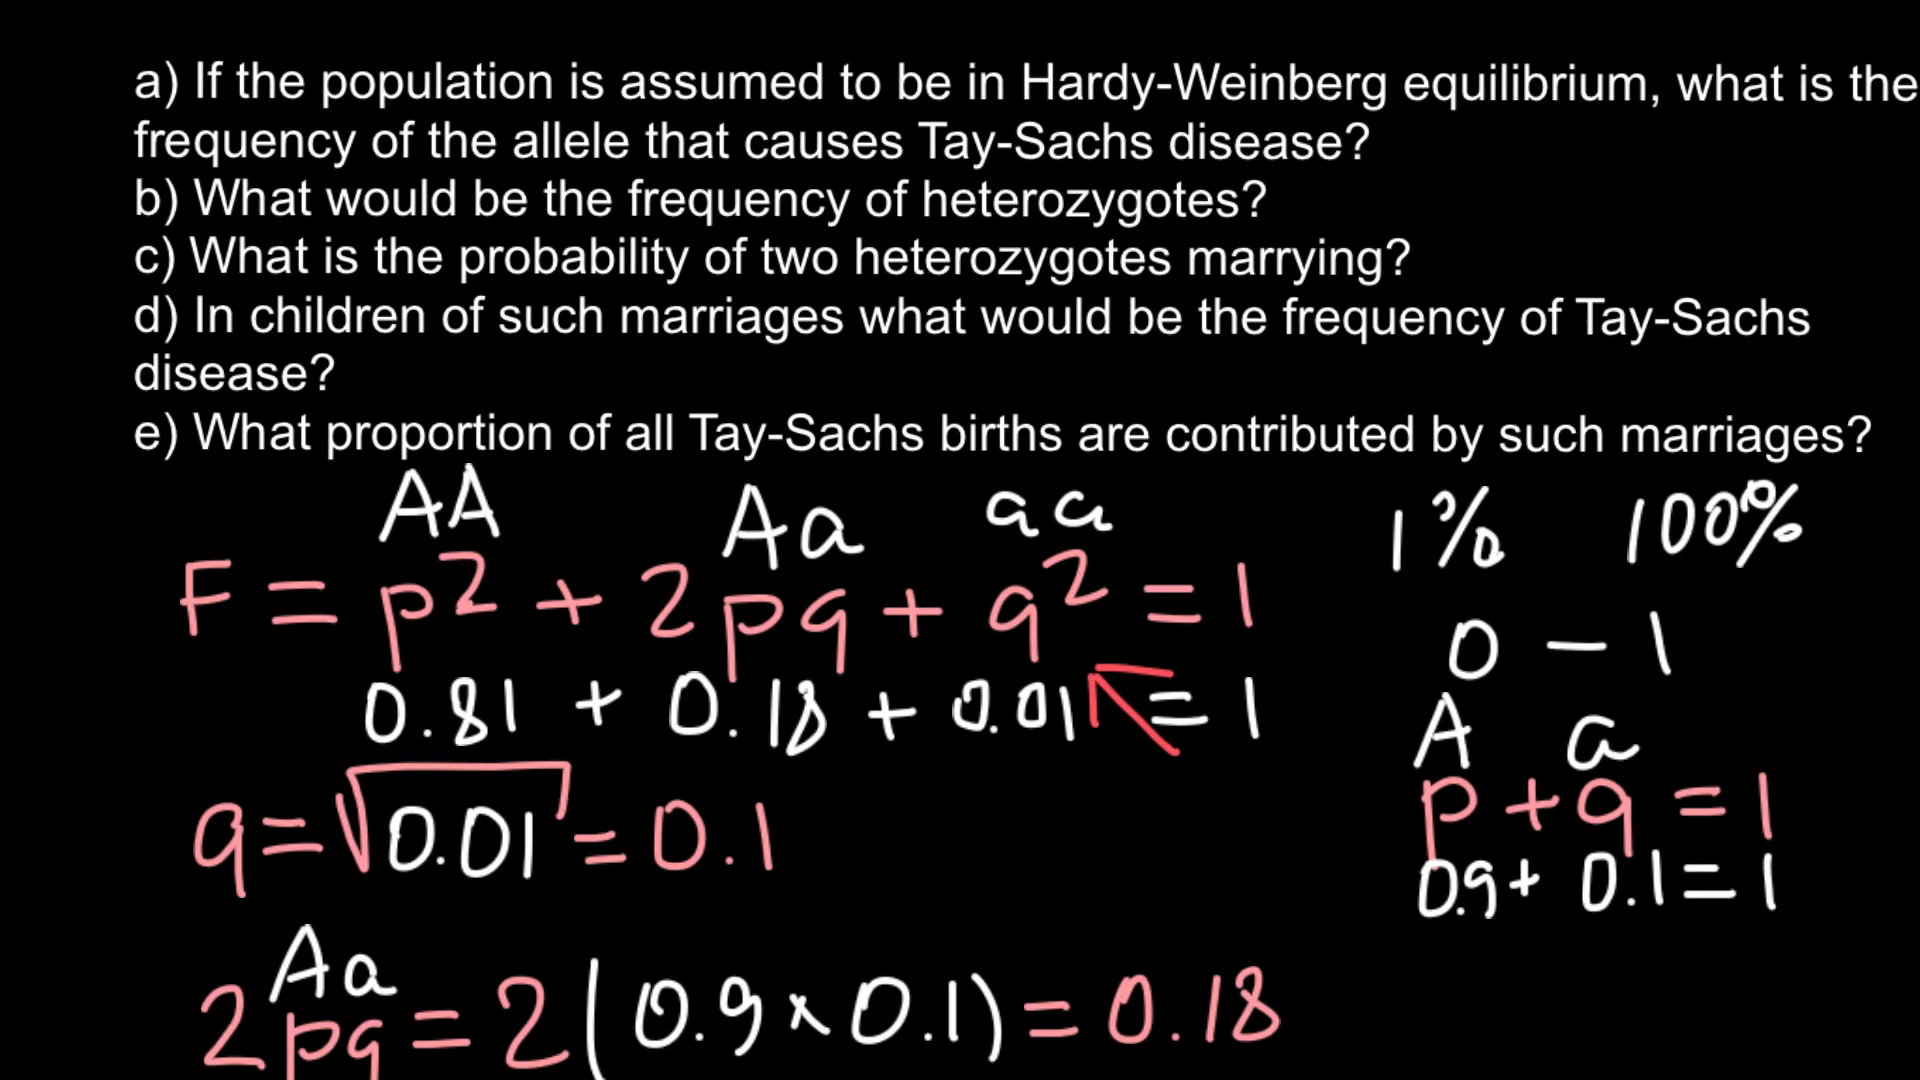 a) If the population is assumed to be in Hardy-Weinberg equilibrium, what is the
frequency of the allele that causes Tay-Sachs disease?
b) What would be the frequency of heterozygotes?
c) What is the probability of two heterozygotes marrying?
d) In children of such marriages what would be the frequency of Tay-Sachs
disease?
e) What proportion of all Tay-Sachs births are contributed by such marriages?
AA Aa aa 1% 100%
F = p² + 2pq + q² = 1
0 - 1
0.81 + 0.18 + 0.01 = 1
A a
p + q = 1
q = √0.01 = 0.1
0.9 + 0.1 = 1
Aa
2pq = 2(0.9 x 0.1) = 0.18